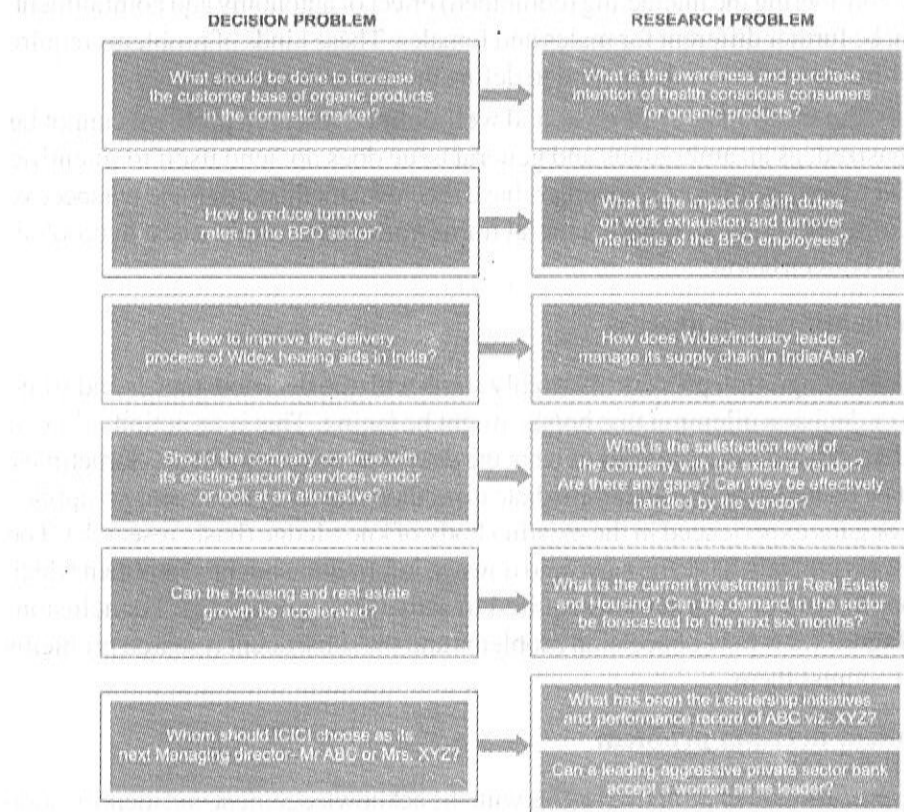 DECISION PROBLEM
RESEARCH PROBLEM
What should be done to increase
the customer base of organic products
in the domestic market?
What is the awareness and purchase
intention of health conscious consumers
for organic products?
How to reduce turnover
rates in the BPO sector?
What is the impact of shift duties
on work exhaustion and turnover
intentions of the BPO employees?
How to improve the delivery
process of Widex hearing aids in India?
How does Widex/industry leader
manage its supply chain in India/Asia?
Should the company continue with
its existing security services vendor
or look at an alternative?
What is the satisfaction level of
the company with the existing vendor?
Are there any gaps? Can they be effectively
handled by the vendor?
Can the Housing and real estate
growth be accelerated?
What is the current investment in Real Estate
and Housing? Can the demand in the sector
be forecasted for the next six months?
Whom should ICICI choose as its
next Managing director- Mr ABC or Mrs. XYZ?
What has been the Leadership initiatives
and performance record of ABC viz. XYZ?
Can a leading aggressive private sector bank
accept a woman as its leader?